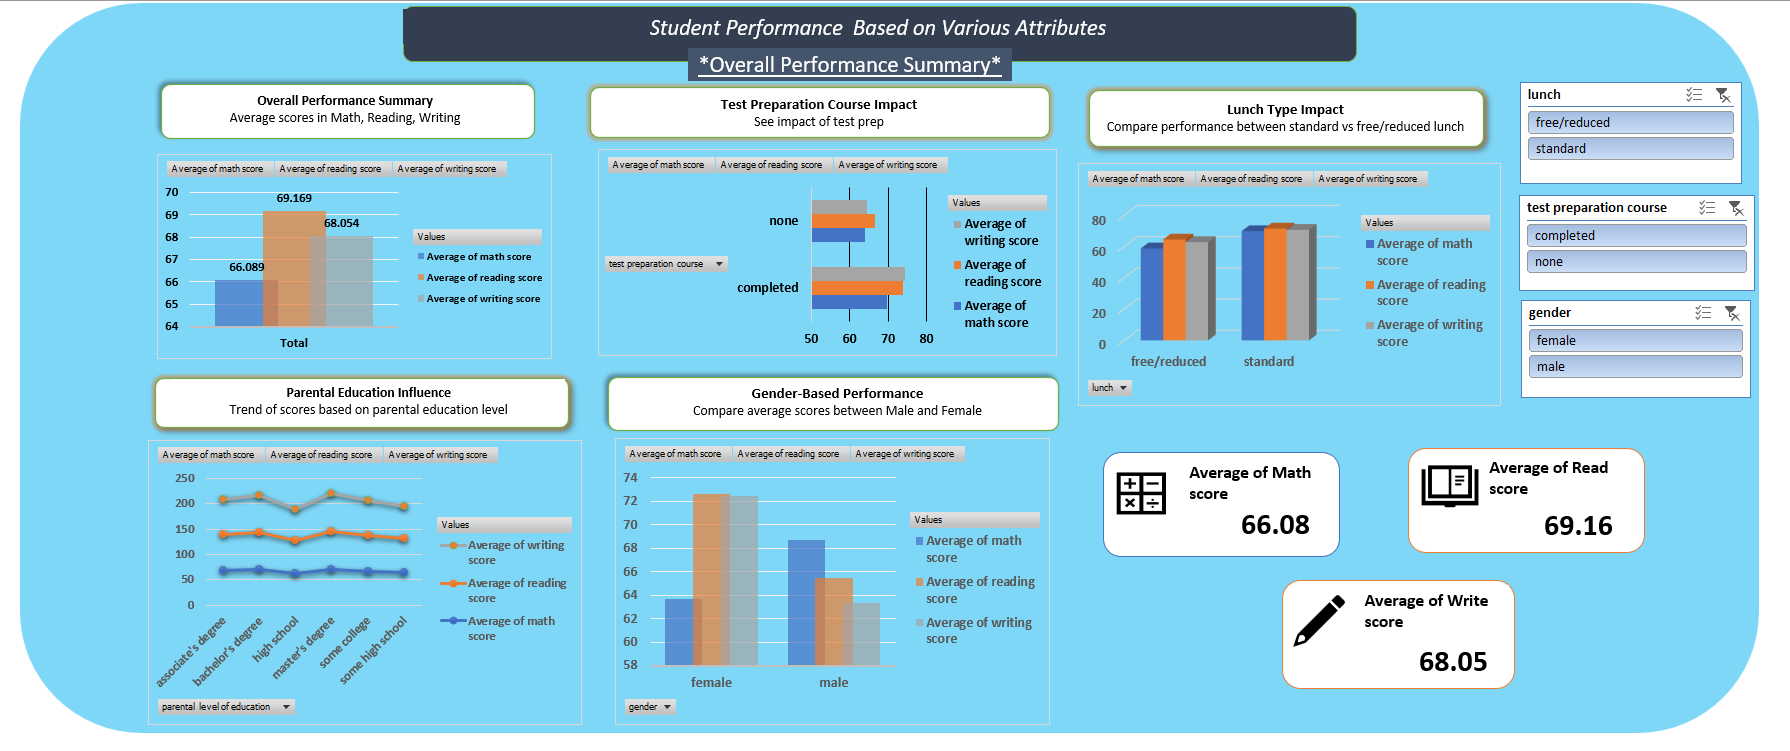 Student Performance  Based on Various Attributes
*Overall Performance Summary*
Overall Performance Summary
Average scores in Math, Reading, Writing
Average of math score
Average of reading score
Average of writing score
70
69
68
67
66
65
64
66.089
69.169
68.054
Total
Values
Average of math score
Average of reading score
Average of writing score
Test Preparation Course Impact
See impact of test prep
Average of math score
Average of reading score
Average of writing score
test preparation course
none
completed
50
60
70
80
Values
Average of
writing score
Average of
reading score
Average of
math score
Lunch Type Impact
Compare performance between standard vs free/reduced lunch
Average of math score
Average of reading score
Average of writing score
80
60
40
20
0
free/reduced
standard
Values
Average of math
score
Average of reading
score
Average of writing
score
lunch
lunch
free/reduced
standard
test preparation course
completed
none
gender
female
male
Parental Education Influence
Trend of scores based on parental education level
Average of math score
Average of reading score
Average of writing score
250
200
150
100
50
0
associate's degree
bachelor's degree
high school
master's degree
some college
some high school
Values
Average of writing
score
Average of reading
score
Average of math
score
parental level of education
Gender-Based Performance
Compare average scores between Male and Female
Average of math score
Average of reading score
Average of writing score
74
72
70
68
66
64
62
60
58
female
male
Values
Average of math
score
Average of reading
score
Average of writing
score
gender
Average of Math
score
66.08
Average of Read
score
69.16
Average of Write
score
68.05